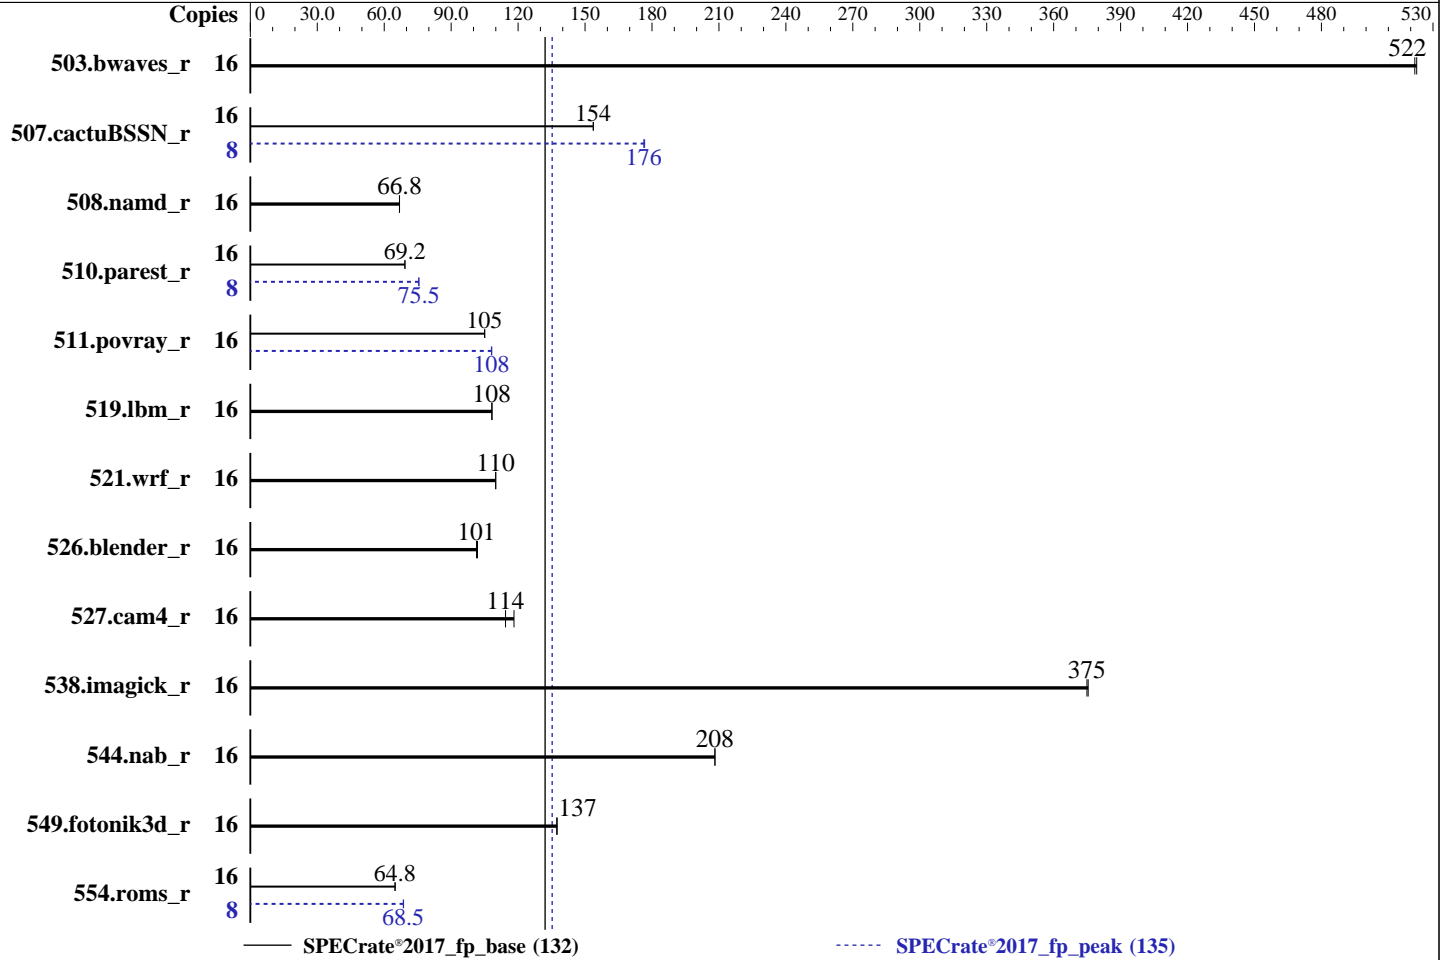 Copies 0 30.0 60.0 90.0 120 150 180 210 240 270 300 330 360 390 420 450 480 530
503.bwaves_r 16 522
507.cactuBSSN_r 16 154
8 176
508.namd_r 16 66.8
510.parest_r 16 69.2
8 75.5
511.povray_r 16 105
108
519.lbm_r 16 108
521.wrf_r 16 110
526.blender_r 16 101
527.cam4_r 16 114
538.imagick_r 16 375
544.nab_r 16 208
549.fotonik3d_r 16 137
554.roms_r 16 64.8
8 68.5
SPECrate®2017_fp_base (132) SPECrate®2017_fp_peak (135)